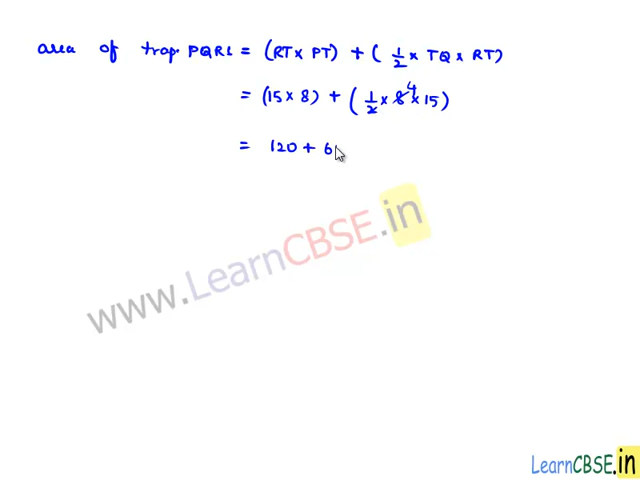 area of trap. PQRS = (RT × PT) + ( 1/2 × TQ × RT)
= (15 × 8) + ( 1/2 × 8 4 × 15)
= 120 + 6
www.LearnCBSE.in
LearnCBSE.in